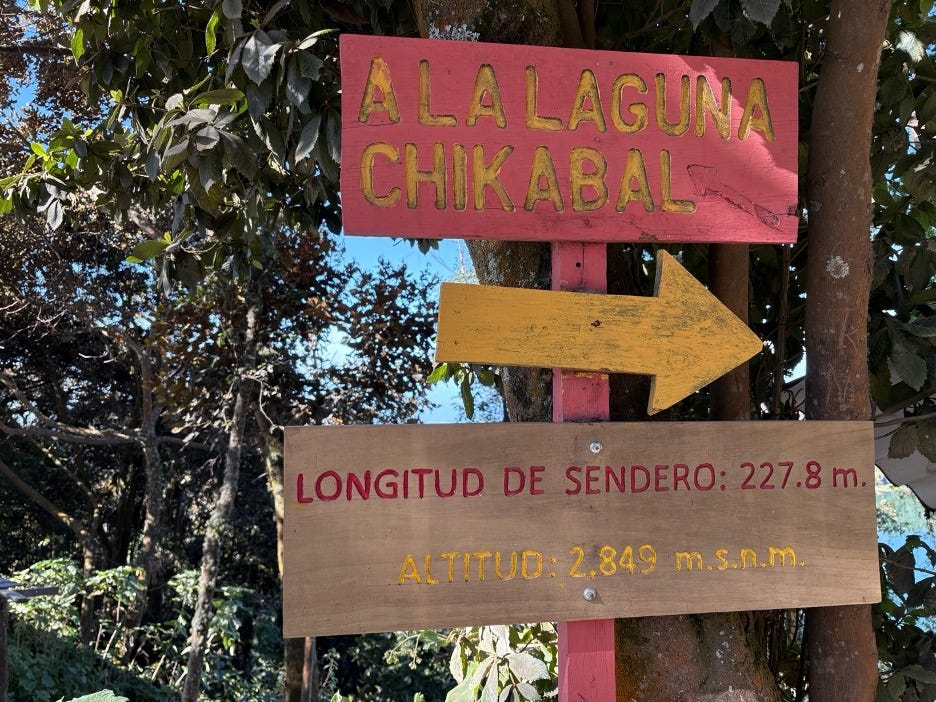 A LA LAGUNA
CHIKABAL
LONGITUD DE SENDERO: 227.8 m.
ALTITUD: 2,849 m.s.n.m.